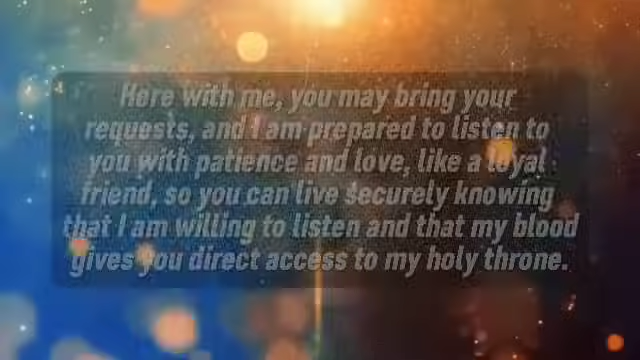 Here with me, you may bring your
requests, and I am prepared to listen to
you with patience and love, like a loyal
friend, so you can live securely knowing
that I am willing to listen and that my blood
gives you direct access to my holy throne.